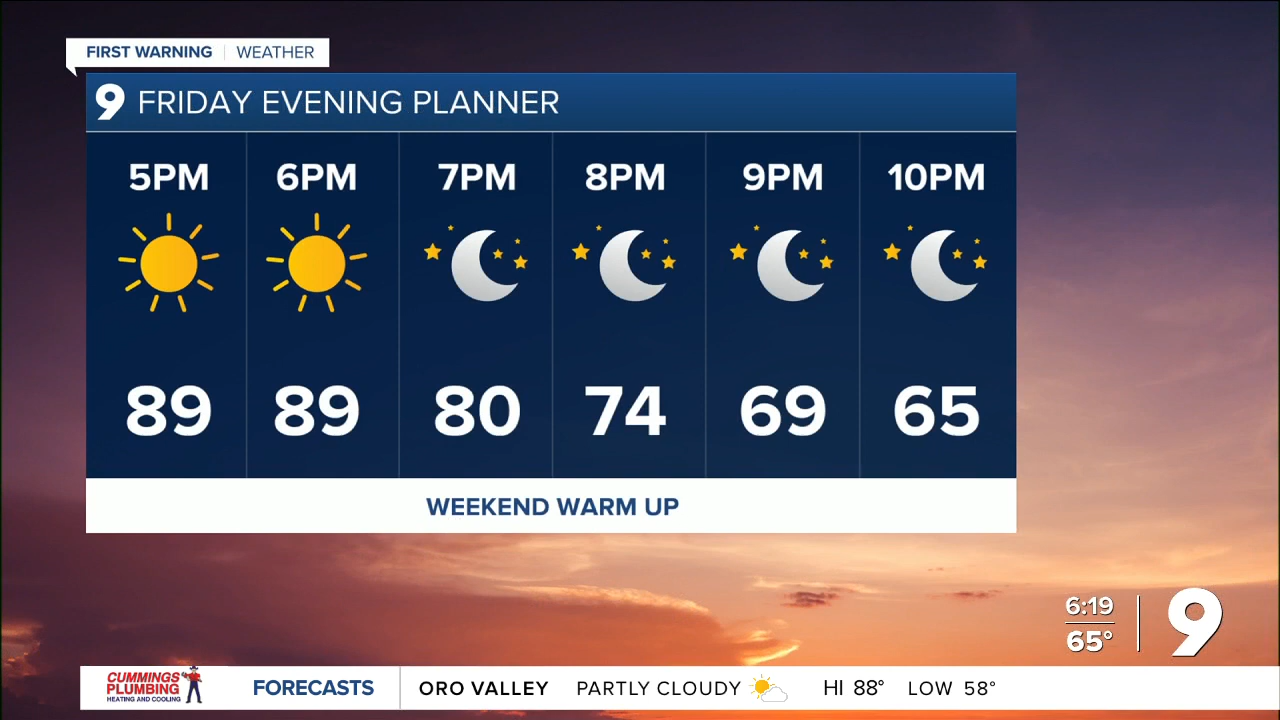 FIRST WARNING | WEATHER
9 FRIDAY EVENING PLANNER
5PM 6PM 7PM 8PM 9PM 10PM
89 89 80 74 69 65
WEEKEND WARM UP
6:19
65°
9
CUMMINGS
PLUMBING
HEATING AND COOLING
FORECASTS ORO VALLEY PARTLY CLOUDY HI 88° LOW 58°